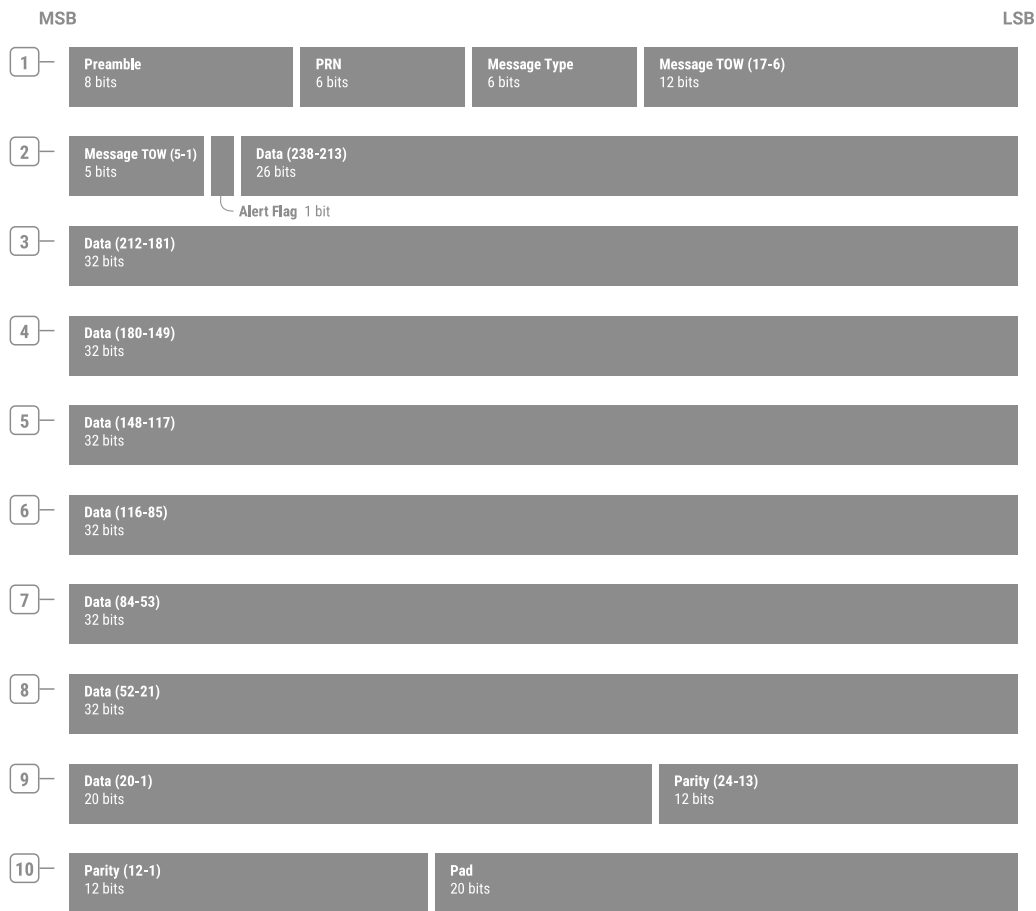 MSB LSB
1
Preamble PRN Message Type Message TOW (17-6)
8 bits 6 bits 6 bits 12 bits
2
Message TOW (5-1) Data (238-213)
5 bits 26 bits
Alert Flag 1 bit
3
Data (212-181)
32 bits
4
Data (180-149)
32 bits
5
Data (148-117)
32 bits
6
Data (116-85)
32 bits
7
Data (84-53)
32 bits
8
Data (52-21)
32 bits
9
Data (20-1) Parity (24-13)
20 bits 12 bits
10
Parity (12-1) Pad
12 bits 20 bits